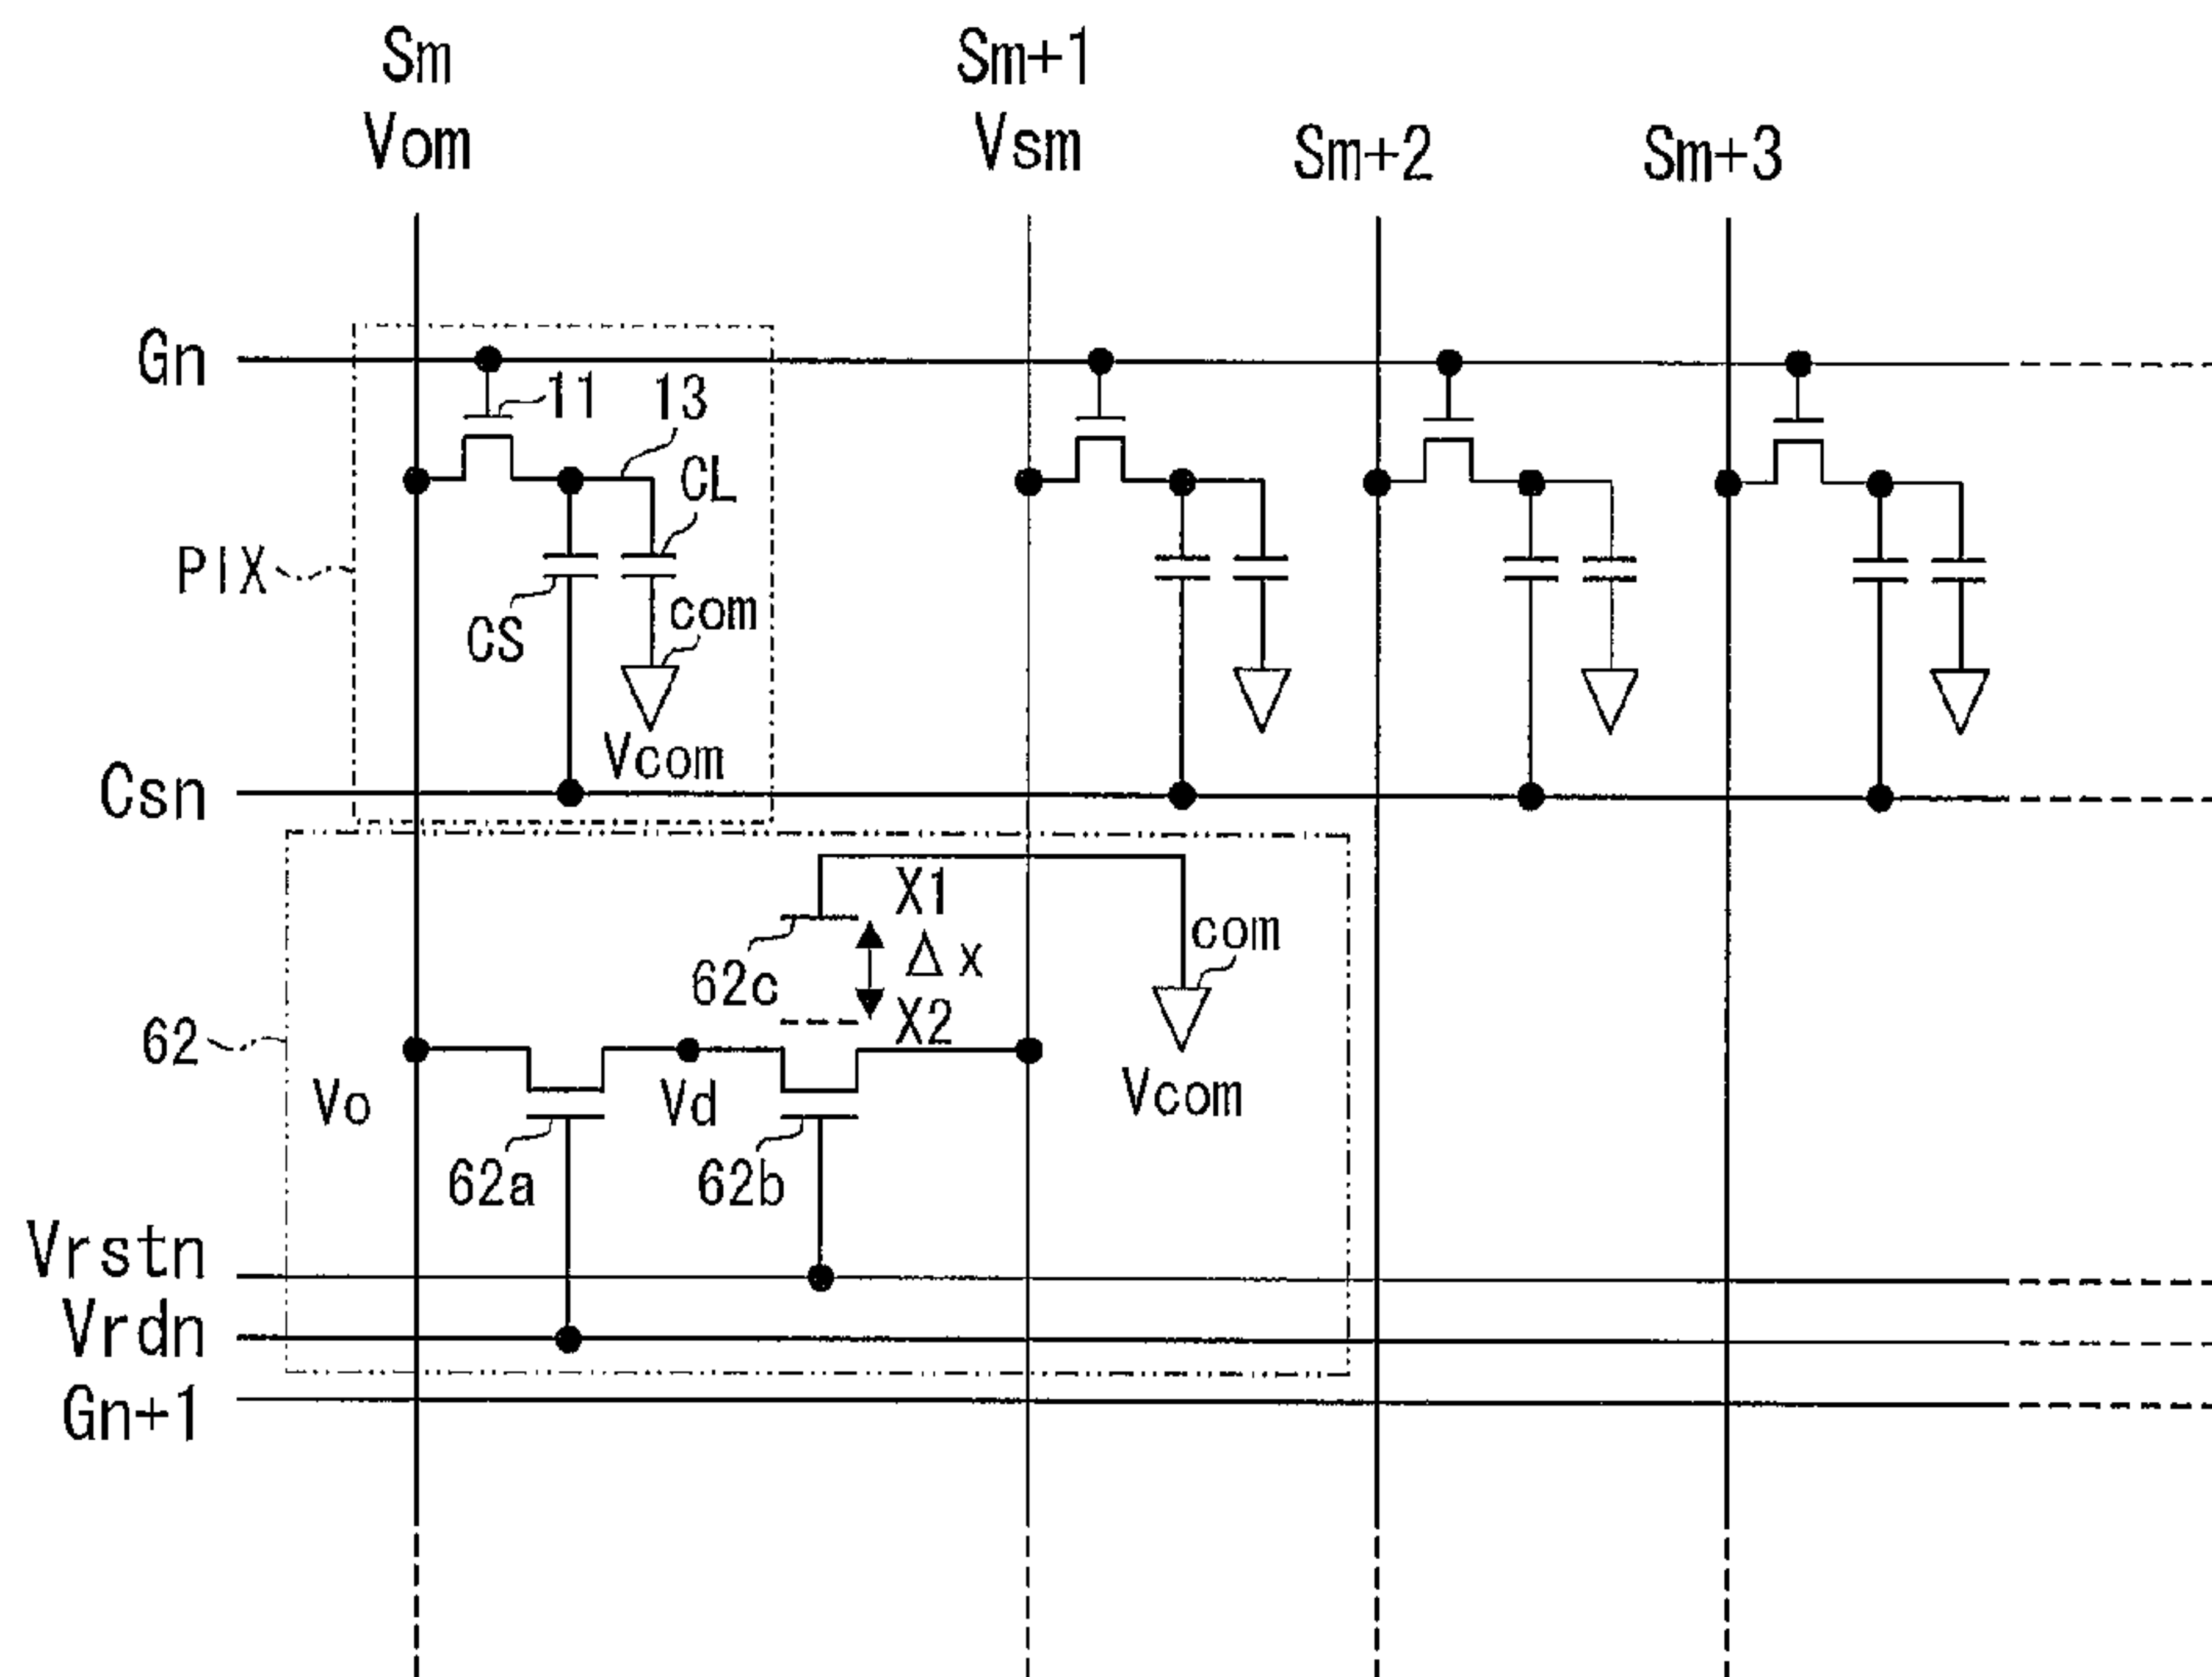 Sm
Vom
Sm+1
Vsm
Sm+2
Sm+3
Gn
11
13
CL
PIX
CS
com
Vcom
Csn
X1
Δx
X2
62c
com
62
Vo
Vd
Vcom
62a
62b
Vrstn
Vrdn
Gn+1